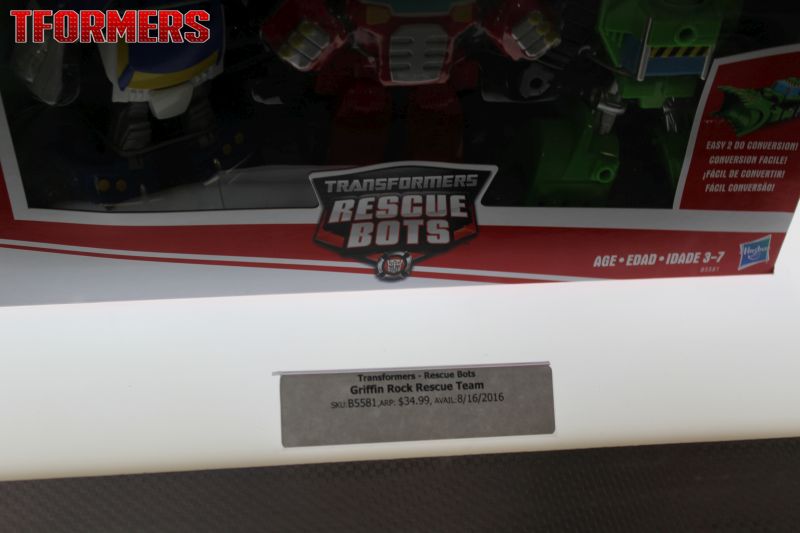 TFORMERS
EASY 2 DO CONVERSION!
CONVERSION FACILE!
¡FÁCIL DE CONVERTIR!
FÁCIL CONVERSÃO!
TRANSFORMERS
RESCUE
BOTS
AGE • EDAD • IDADE 3-7
B5581
Hasbro
Transformers - Rescue Bots
Griffin Rock Rescue Team
SKU:B5581,ARP: $34.99, AVAIL:8/16/2016